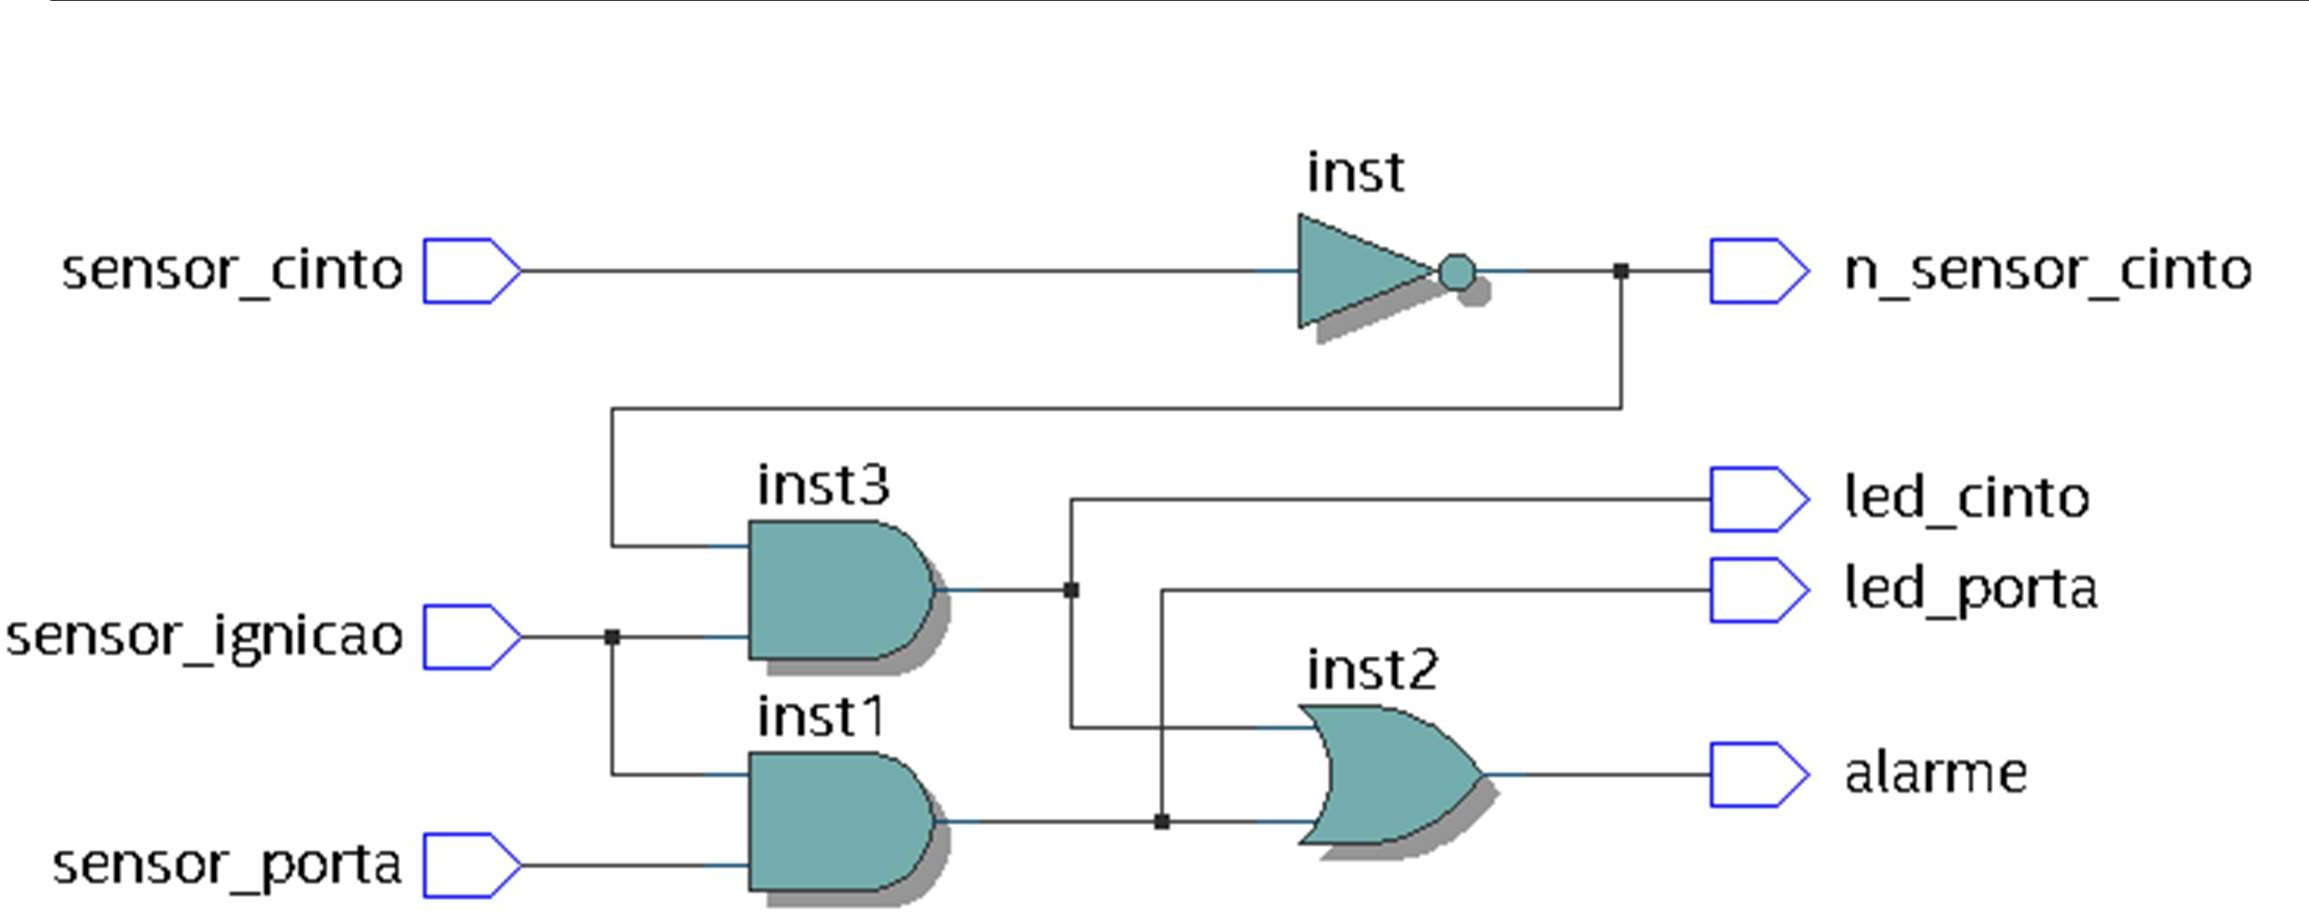 inst
sensor_cinto
n_sensor_cinto
inst3
led_cinto
led_porta
sensor_ignicao
inst2
inst1
alarme
sensor_porta